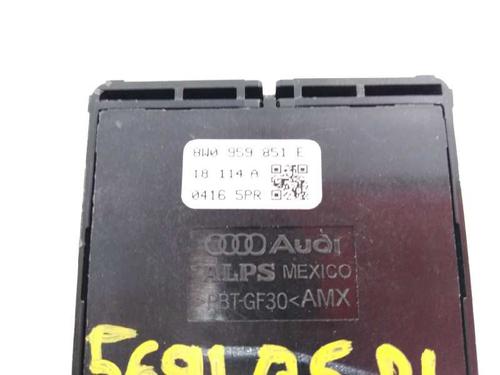 8W0 959 851 E
18 114 A
0416 5PR
Audi
ALPS MEXICO
PBT-GF30<AMX